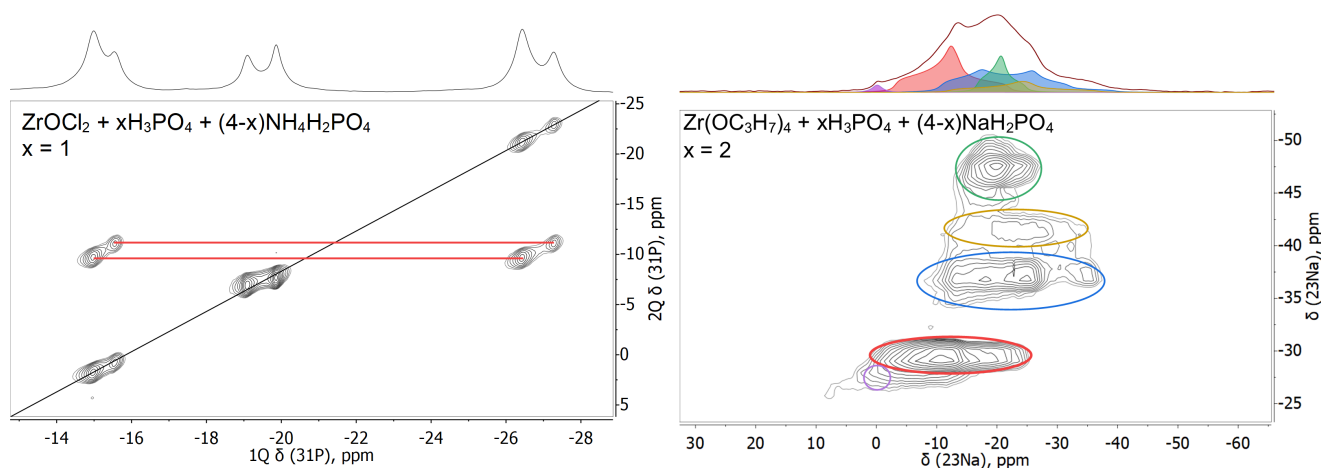 ZrOCl₂ + xH₃PO₄ + (4-x)NH₄H₂PO₄
x = 1
-25
-20
-15
-10
-5
0
5
2Q δ (31P), ppm
-14 -16 -18 -20 -22 -24 -26 -28
1Q δ (31P), ppm
Zr(OC₃H₇)₄ + xH₃PO₄ + (4-x)NaH₂PO₄
x = 2
-50
-45
-40
-35
-30
-25
δ (23Na), ppm
30 20 10 0 -10 -20 -30 -40 -50 -60
δ (23Na), ppm